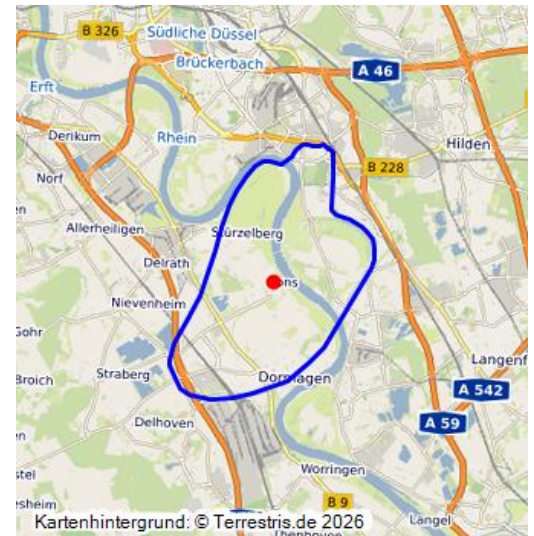 B 326
Südliche Düssel
Brückerbach
A 46
Erft
Rhein
Derikum
Hilden
Norf
B 228
Allerheiligen
Stürzelberg
Delrath
ons
Nievenheim
Gohr
Langenf
Straberg
Broich
Dormagen
A 542
A 59
Delhoven
Worringen
B 9
Langel
Kartenhintergrund: © Terrestris.de 2026